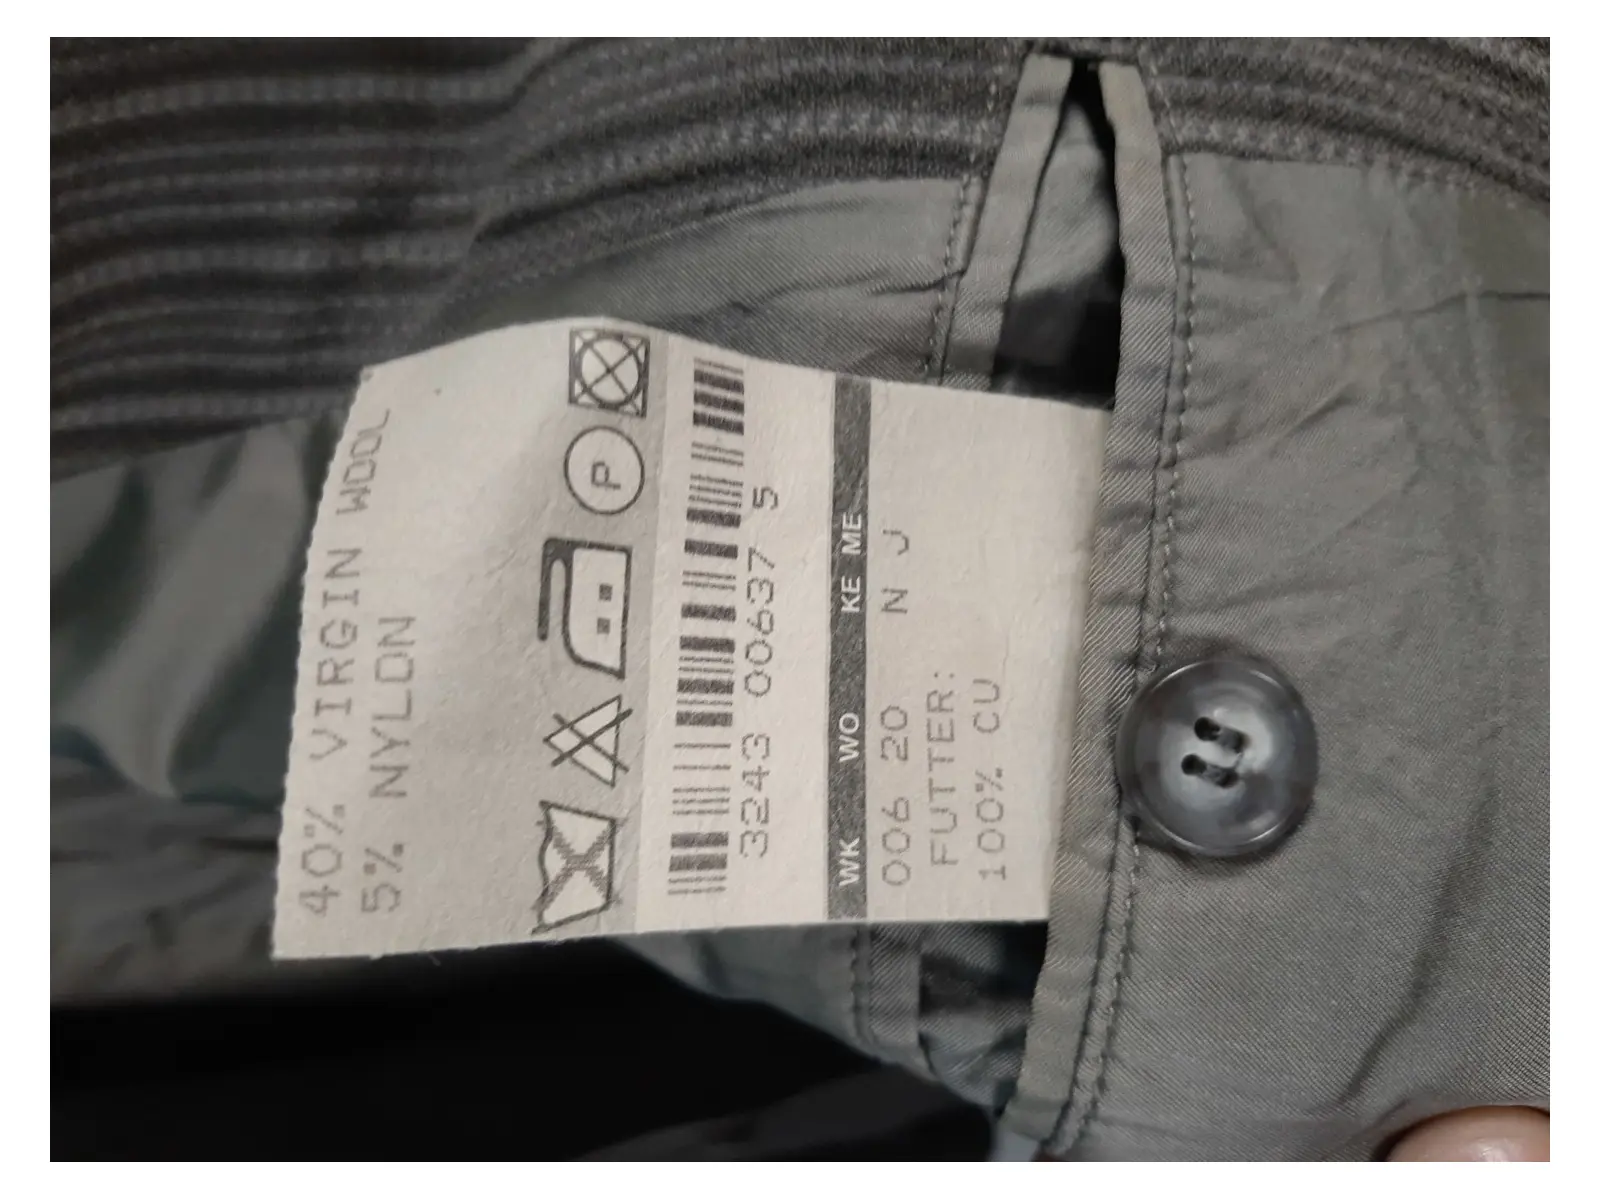 40% VIRGIN WOOL
5% NYLON
P
3243 00637 5
WK WO KE ME
006 20 N J
FUTTER:
100% CU